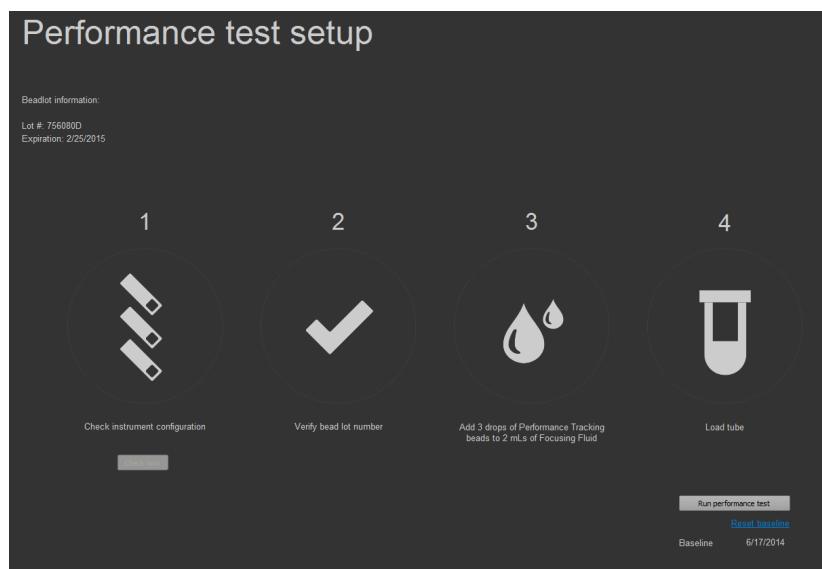 Performance test setup
Beadlot information:
Lot #: 756080D
Expiration: 2/25/2015
1
2
3
4
Check instrument configuration
Verify bead lot number
Add 3 drops of Performance Tracking
beads to 2 mLs of Focusing Fluid
Load tube
Run performance test
Reset baseline
Baseline 6/17/2014